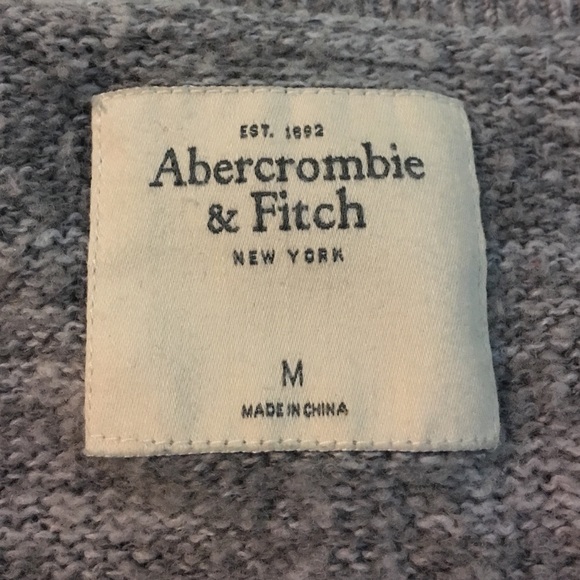 EST. 1892
Abercrombie
& Fitch
NEW YORK
M
MADE IN CHINA